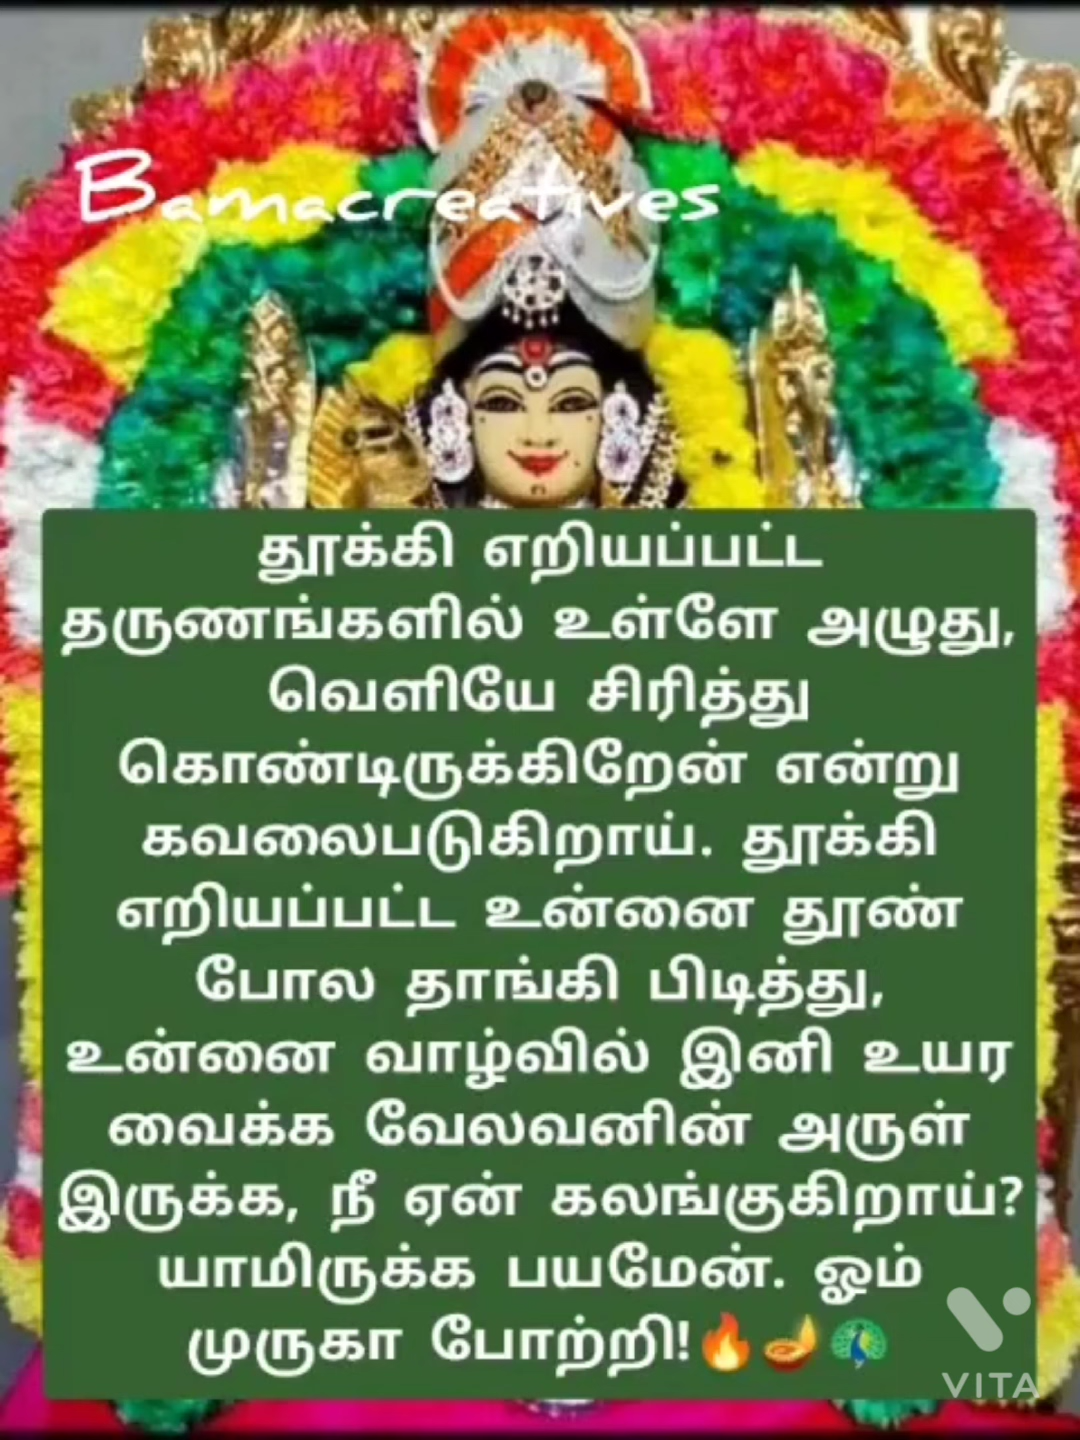 Bamacreatives
தூக்கி எறியப்பட்ட
தருணங்களில் உள்ளே அழுது,
வெளியே சிரித்து
கொண்டிருக்கிறேன் என்று
கவலைபடுகிறாய். தூக்கி
எறியப்பட்ட உன்னை தூண்
போல தாங்கி பிடித்து,
உன்னை வாழ்வில் இனி உயர
வைக்க வேலவனின் அருள்
இருக்க, நீ ஏன் கலங்குகிறாய்?
யாமிருக்க பயமேன். ஓம்
முருகா போற்றி!🔥🪔🦚
VITA